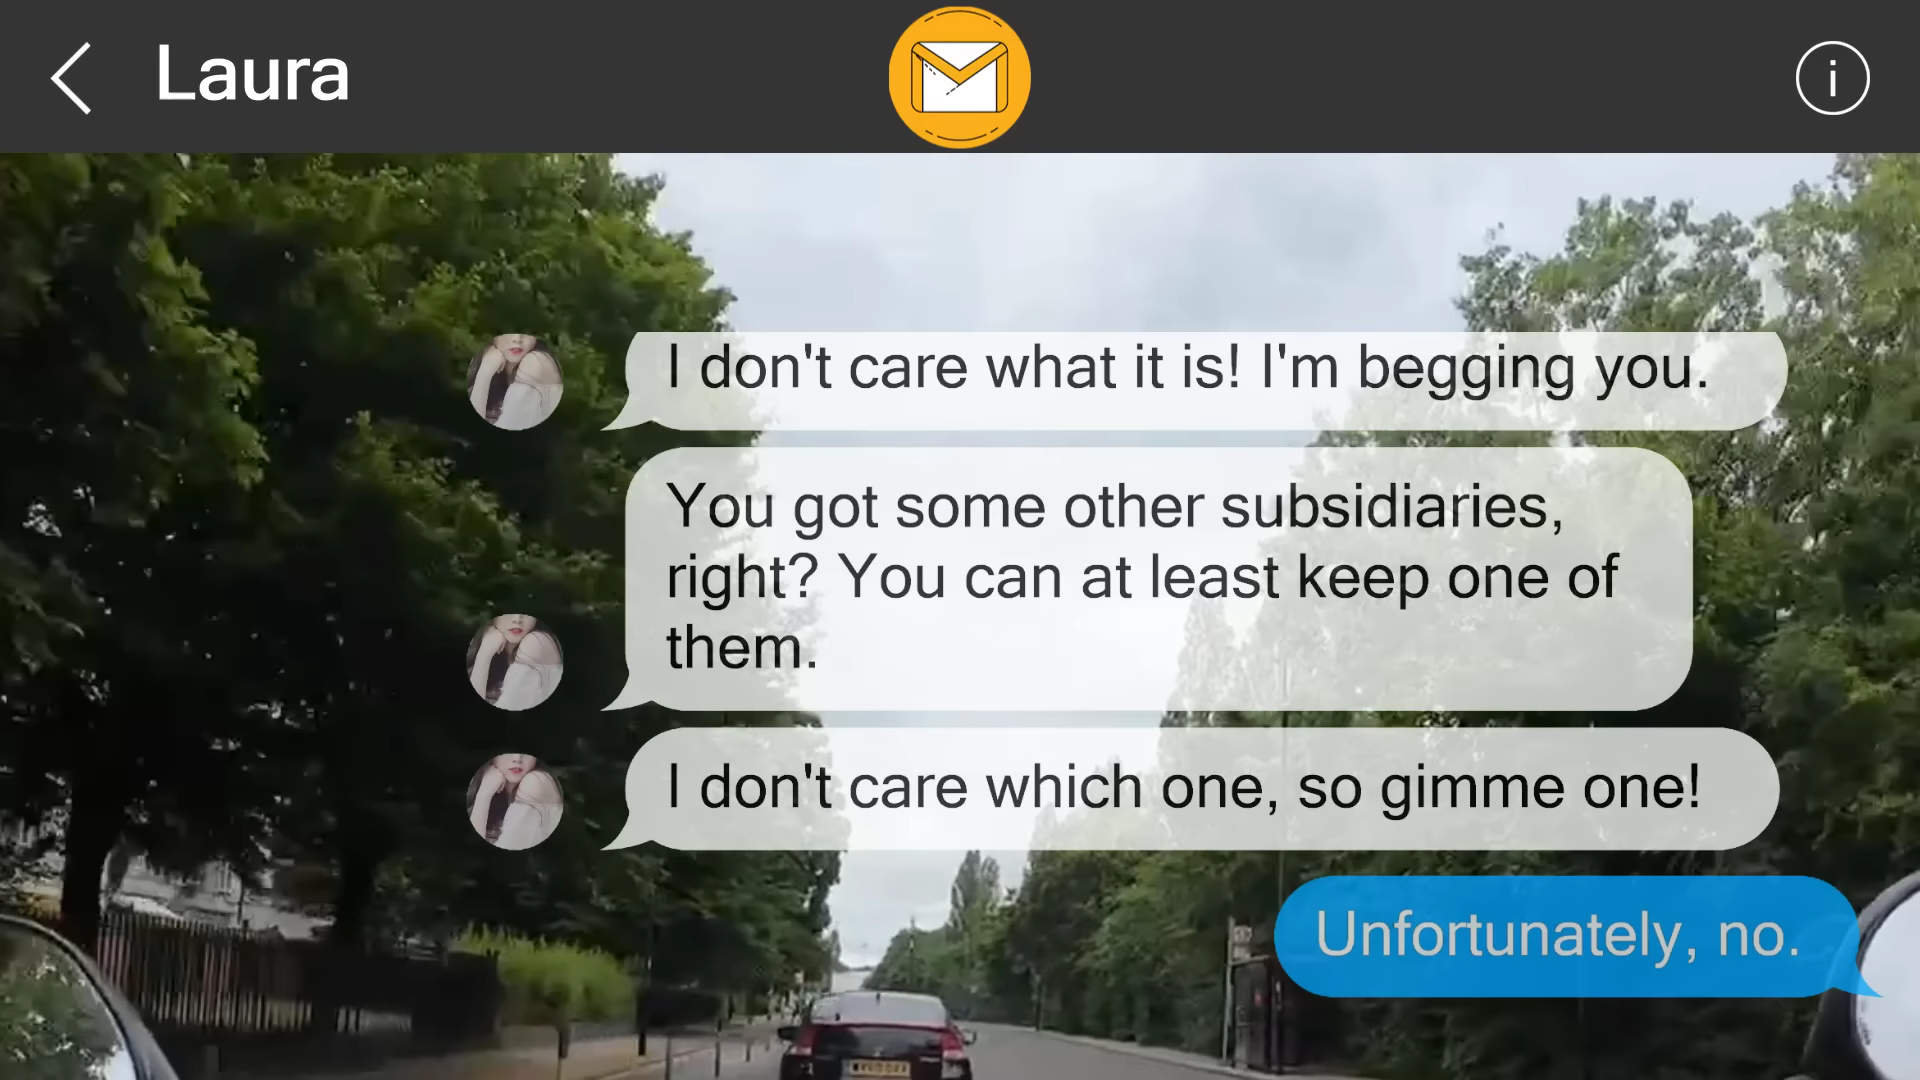 Laura
I don't care what it is! I'm begging you.
You got some other subsidiaries,
right? You can at least keep one of
them.
I don't care which one, so gimme one!
Unfortunately, no.